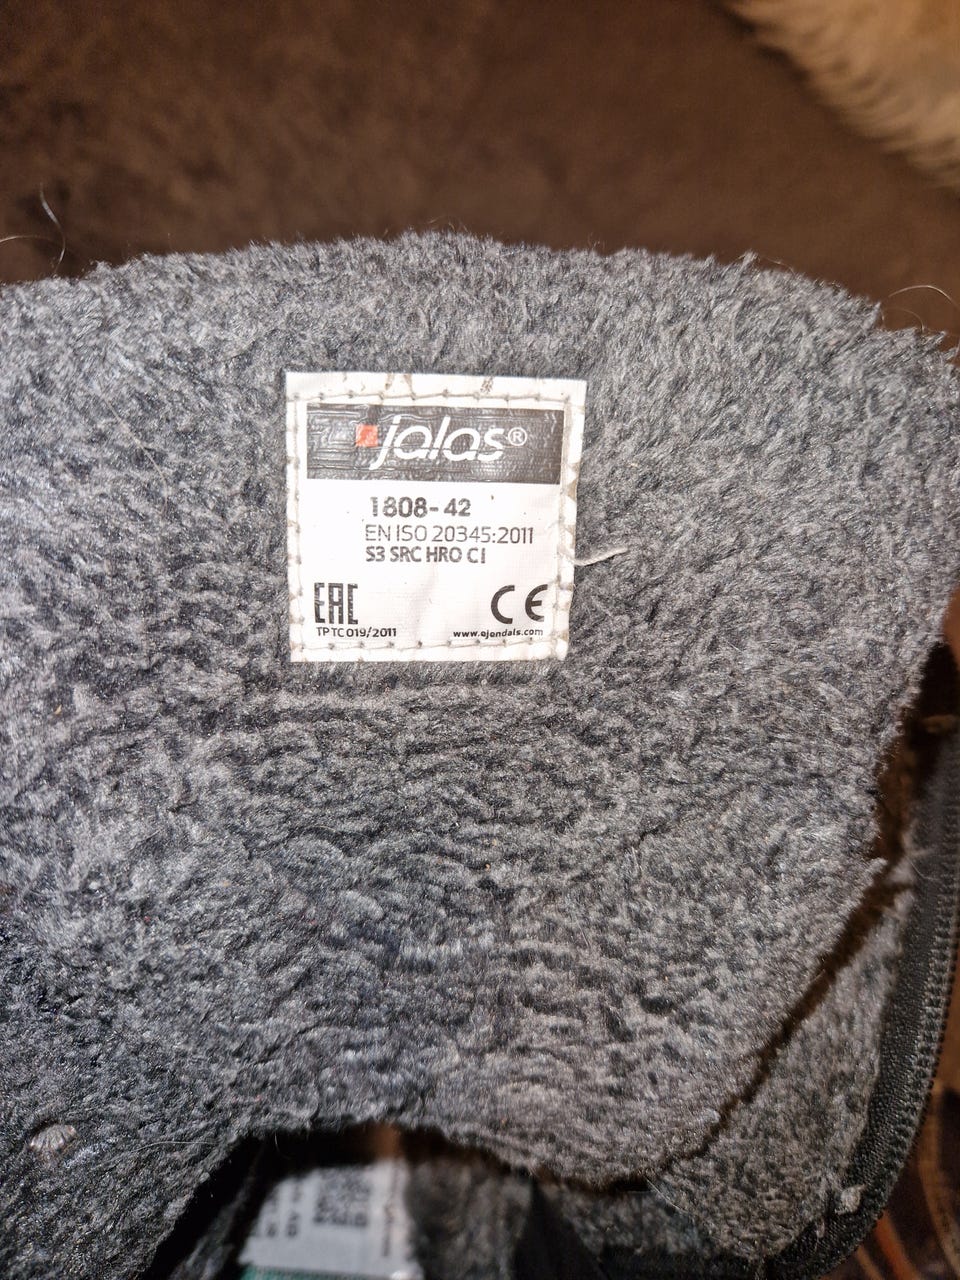 jalas®
1808-42
EN ISO 20345:2011
S3 SRC HRO CI
EAC CE
TP TC 019/2011 www.ejendals.com